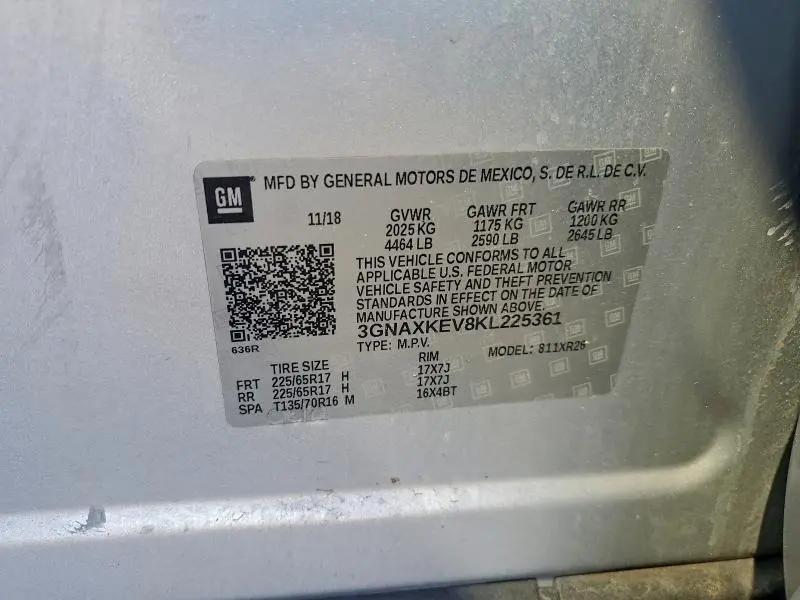 GM
MFD BY GENERAL MOTORS DE MEXICO, S. DE R.L. DE C.V.
11/18 GVWR GAWR FRT GAWR RR
2025 KG 1175 KG 1200 KG
4464 LB 2590 LB 2645 LB
THIS VEHICLE CONFORMS TO ALL
APPLICABLE U.S. FEDERAL MOTOR
VEHICLE SAFETY AND THEFT PREVENTION
STANDARDS IN EFFECT ON THE DATE OF
MANUFACTURE SHOWN ABOVE.
3GNAXKEV8KL225361
636R
TYPE: M.P.V. MODEL: 811XR26
TIRE SIZE RIM
FRT 225/65R17 H 17X7J
RR 225/65R17 H 17X7J
SPA T135/70R16 M 16X4BT